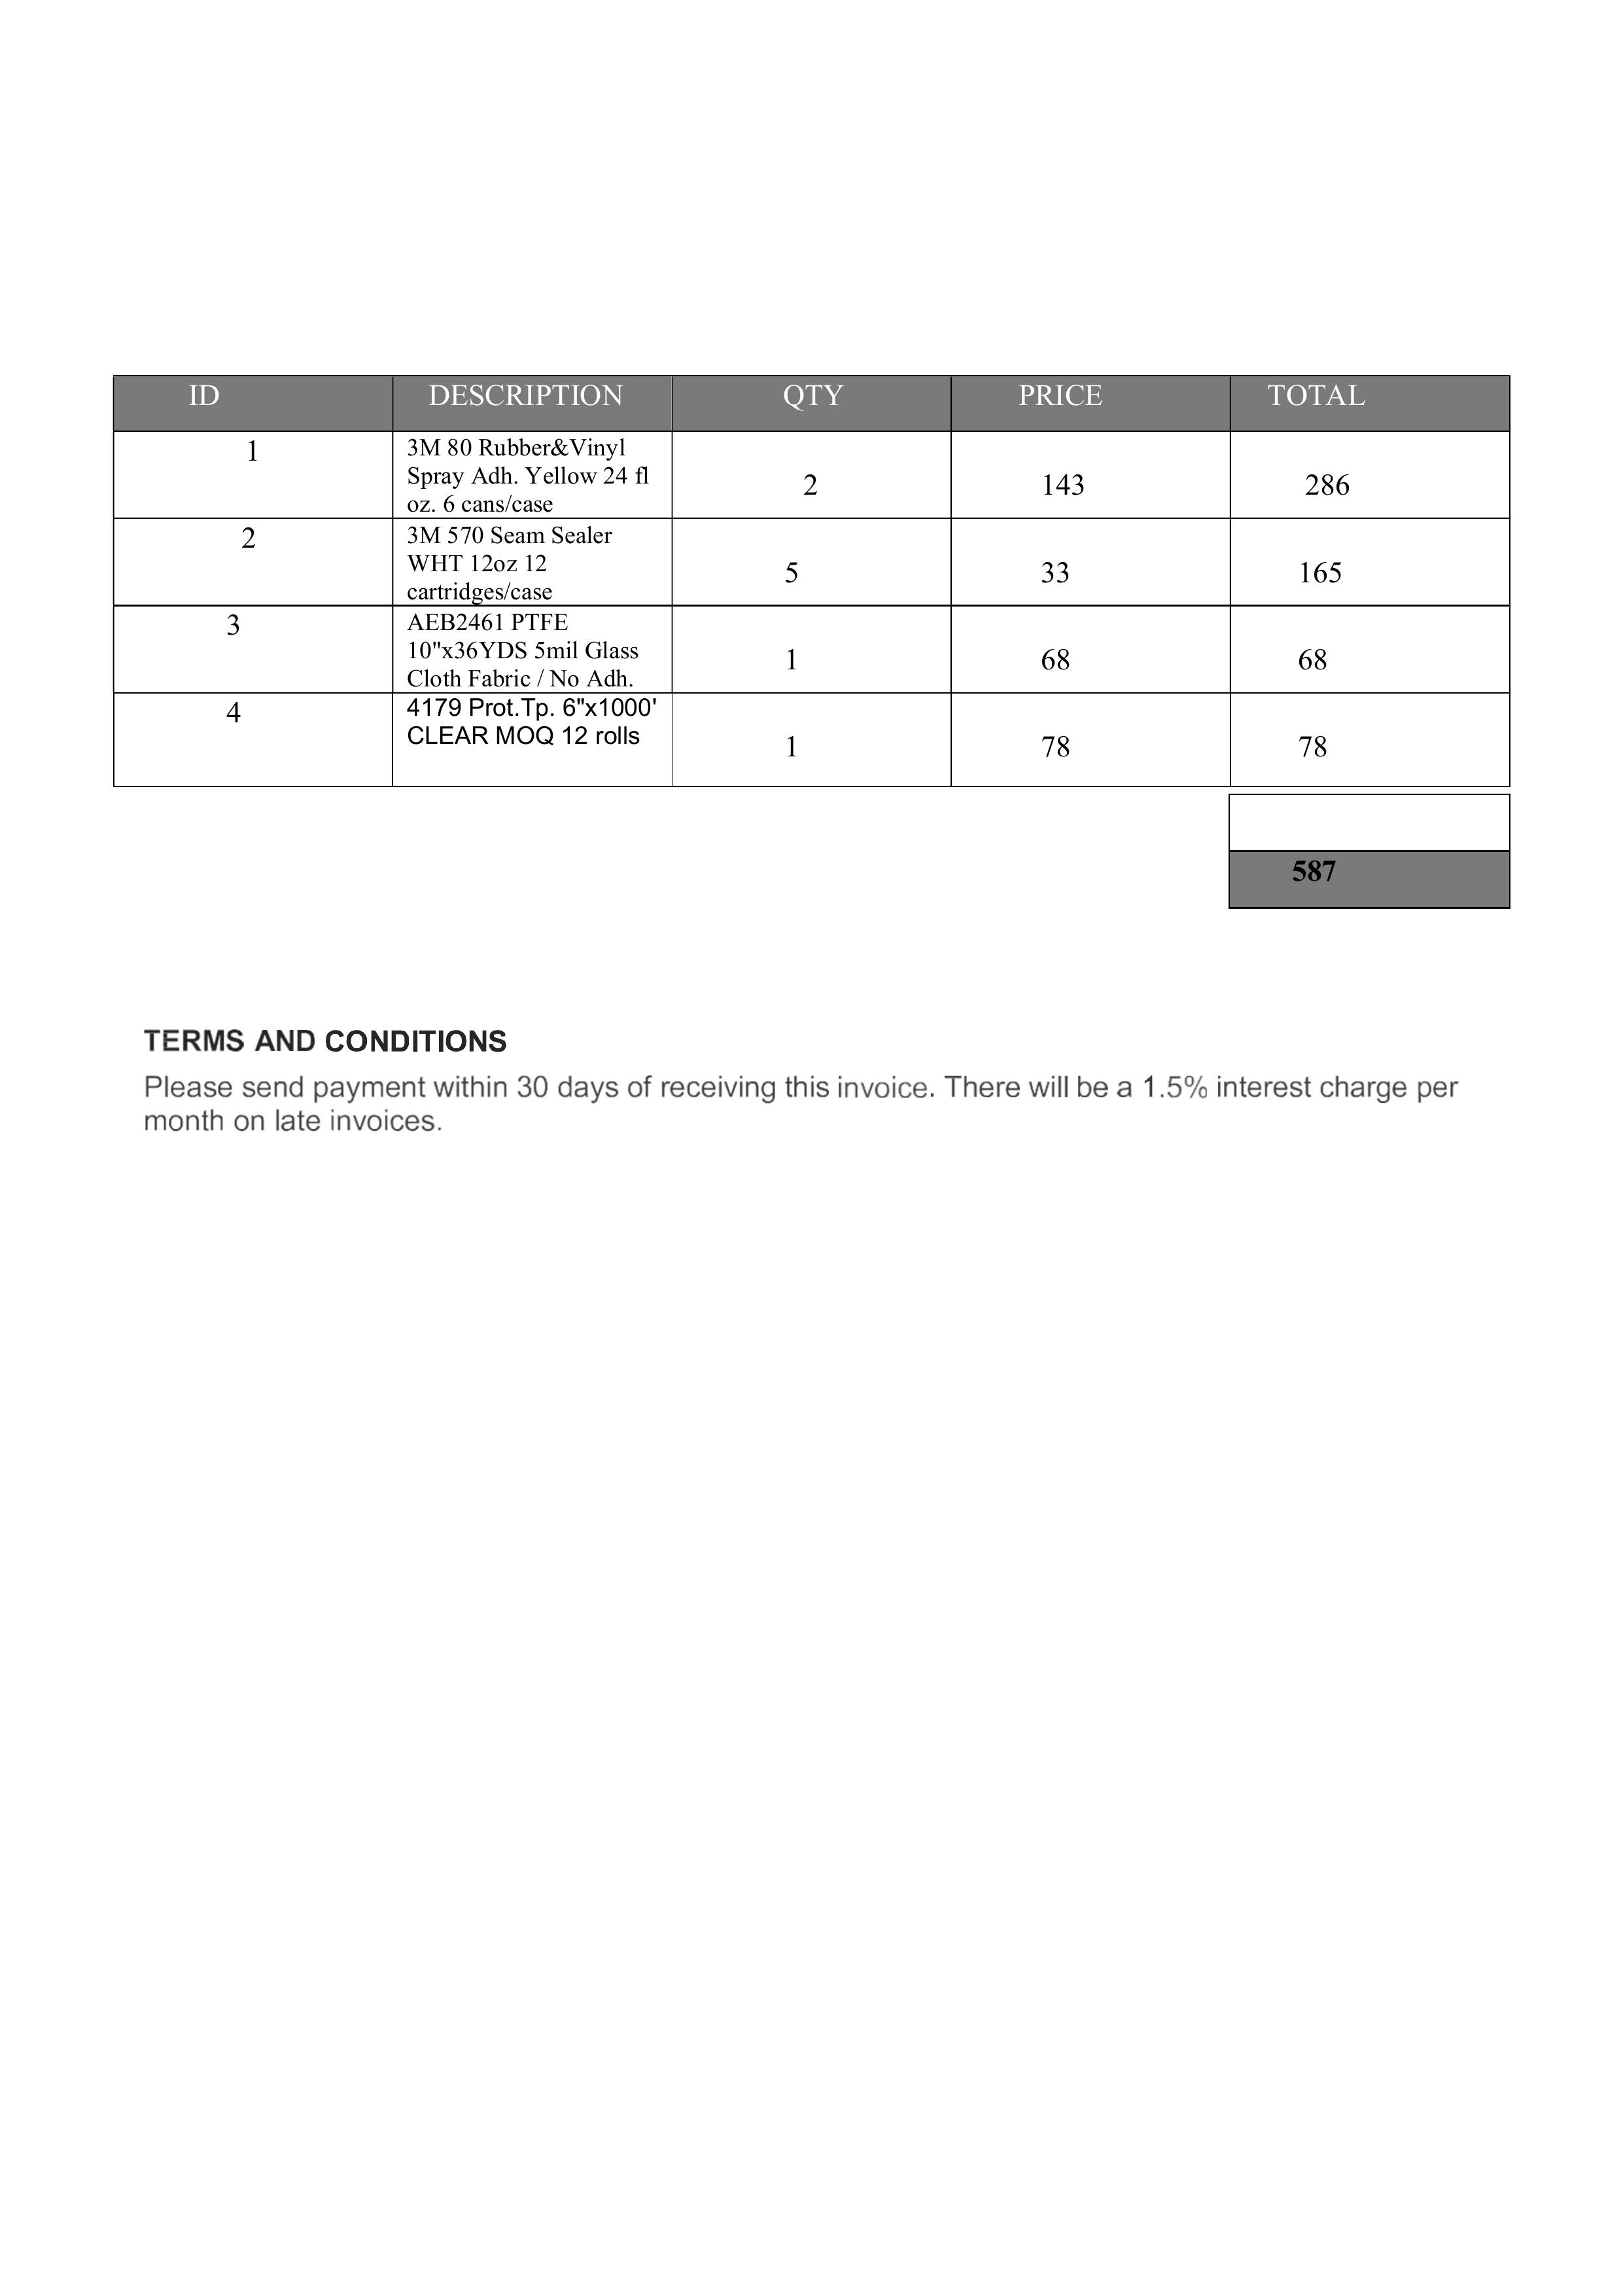 ID DESCRIPTION QTY PRICE TOTAL
1 3M 80 Rubber&Vinyl
Spray Adh. Yellow 24 fl
oz. 6 cans/case 2 143 286
2 3M 570 Seam Sealer
WHT 12oz 12
cartridges/case 5 33 165
3 AEB2461 PTFE
10"x36YDS 5mil Glass
Cloth Fabric / No Adh. 1 68 68
4 4179 Prot.Tp. 6"x1000'
CLEAR MOQ 12 rolls 1 78 78
587
TERMS AND CONDITIONS
Please send payment within 30 days of receiving this invoice. There will be a 1.5% interest charge per
month on late invoices.